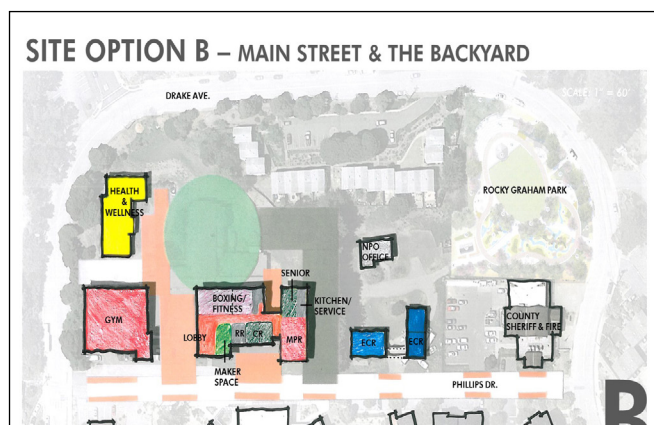 SITE OPTION B – MAIN STREET & THE BACKYARD
DRAKE AVE.
SCALE: 1" = 60'
HEALTH
&
WELLNESS
ROCKY GRAHAM PARK
NPO
OFFICE
SENIOR
BOXING/
FITNESS
KITCHEN/
SERVICE
GYM
COUNTY
SHERIFF & FIRE
LOBBY
RR
CR
MPR
ECR
ECR
MAKER
SPACE
PHILLIPS DR.
B